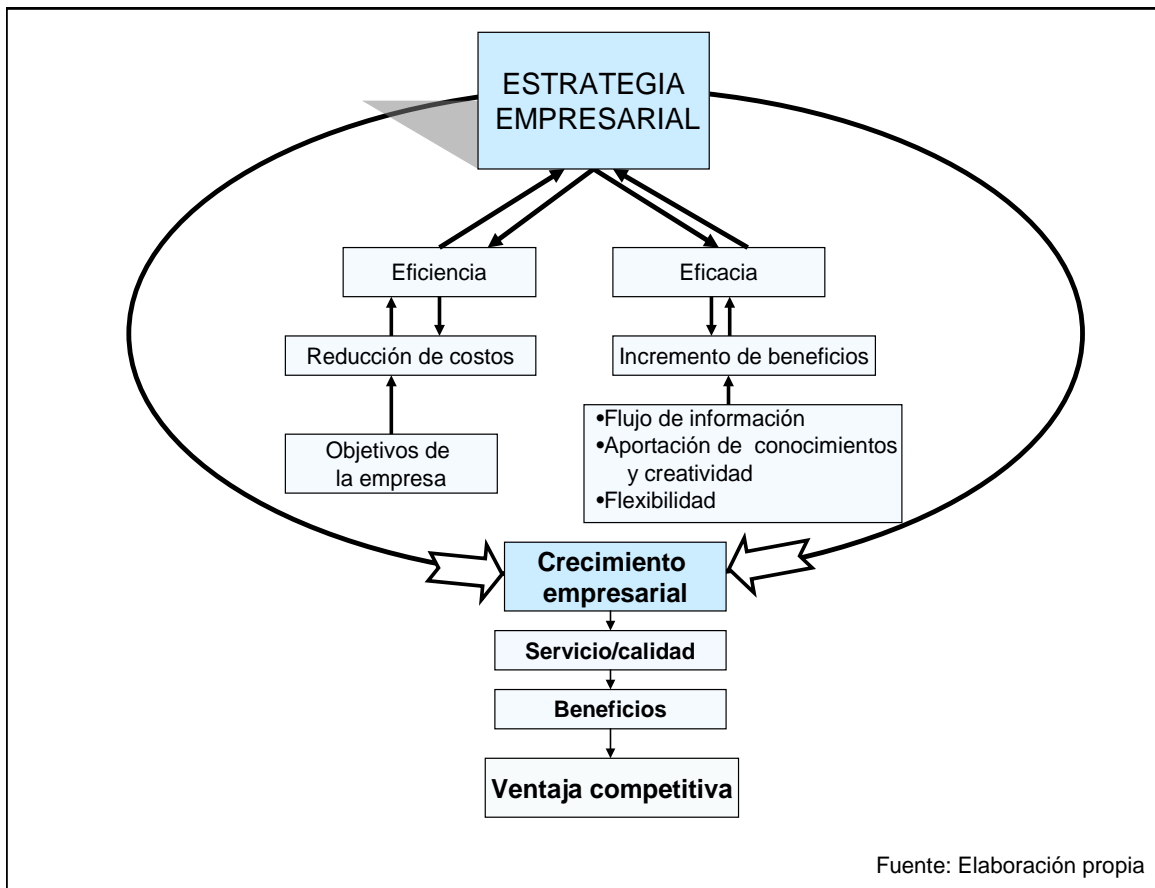 ESTRATEGIA
EMPRESARIAL
Eficiencia
Eficacia
Reducción de costos
Incremento de beneficios
Objetivos de
la empresa
•Flujo de información
•Aportación de conocimientos
y creatividad
•Flexibilidad
Crecimiento
empresarial
Servicio/calidad
Beneficios
Ventaja competitiva
Fuente: Elaboración propia